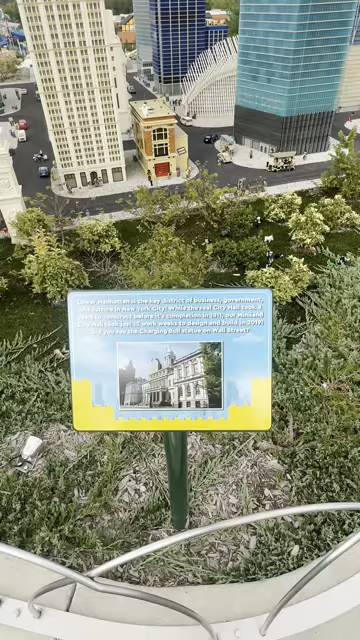 Lower Manhattan is the key district of business, government,
and culture in New York City! While the real City Hall took
years to construct before it's completion in 1811, our Miniland
City Hall took just 13 work weeks to design and build in 2019!
Did you see the Charging Bull statue on Wall Street?